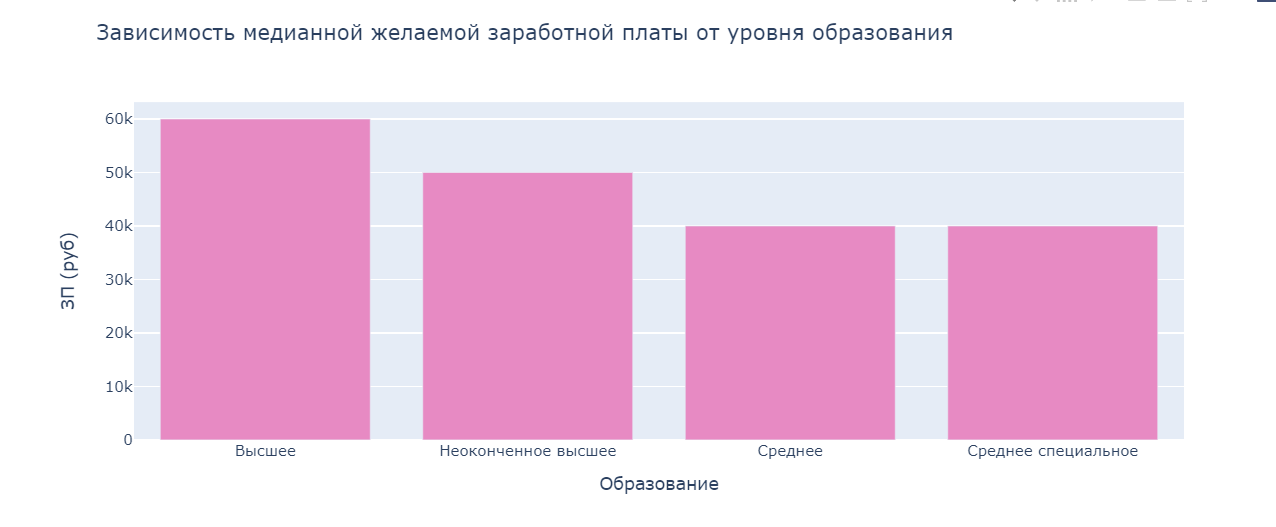 Зависимость медианной желаемой заработной платы от уровня образования
60k
50k
40k
30k
20k
10k
0
ЗП (руб)
Высшее
Неоконченное высшее
Среднее
Среднее специальное
Образование